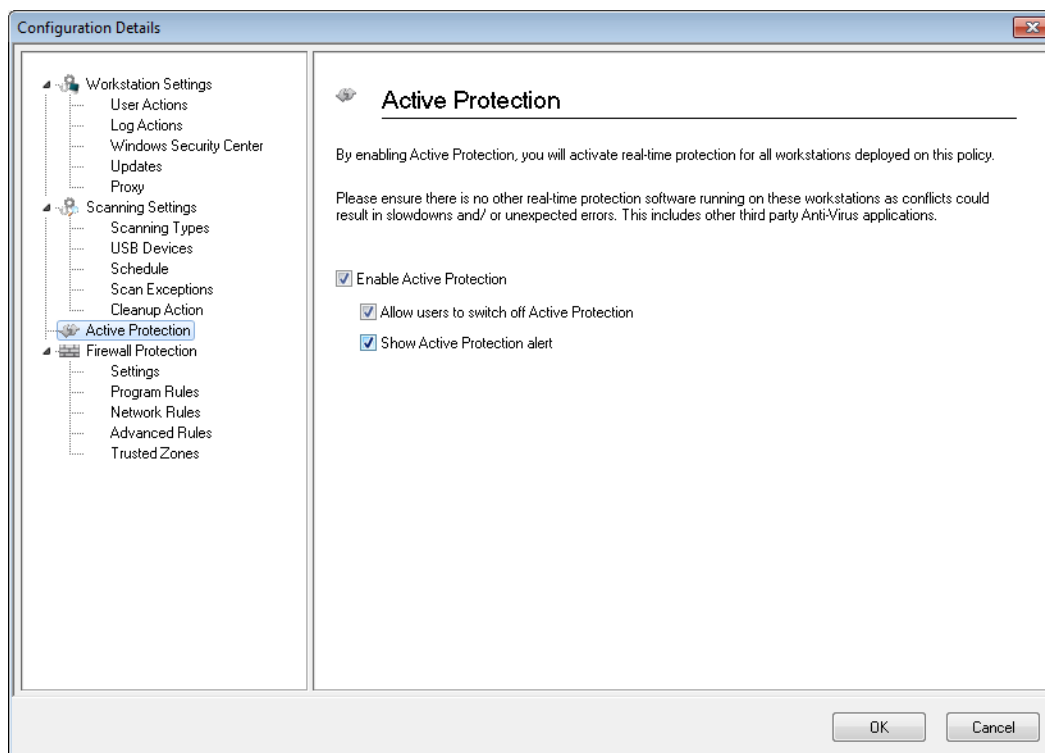 Configuration Details
Workstation Settings
User Actions
Log Actions
Windows Security Center
Updates
Proxy
Scanning Settings
Scanning Types
USB Devices
Schedule
Scan Exceptions
Cleanup Action
Active Protection
Firewall Protection
Settings
Program Rules
Network Rules
Advanced Rules
Trusted Zones
Active Protection
By enabling Active Protection, you will activate real-time protection for all workstations deployed on this policy.
Please ensure there is no other real-time protection software running on these workstations as conflicts could
result in slowdowns and/ or unexpected errors. This includes other third party Anti-Virus applications.
Enable Active Protection
Allow users to switch off Active Protection
Show Active Protection alert
OK
Cancel